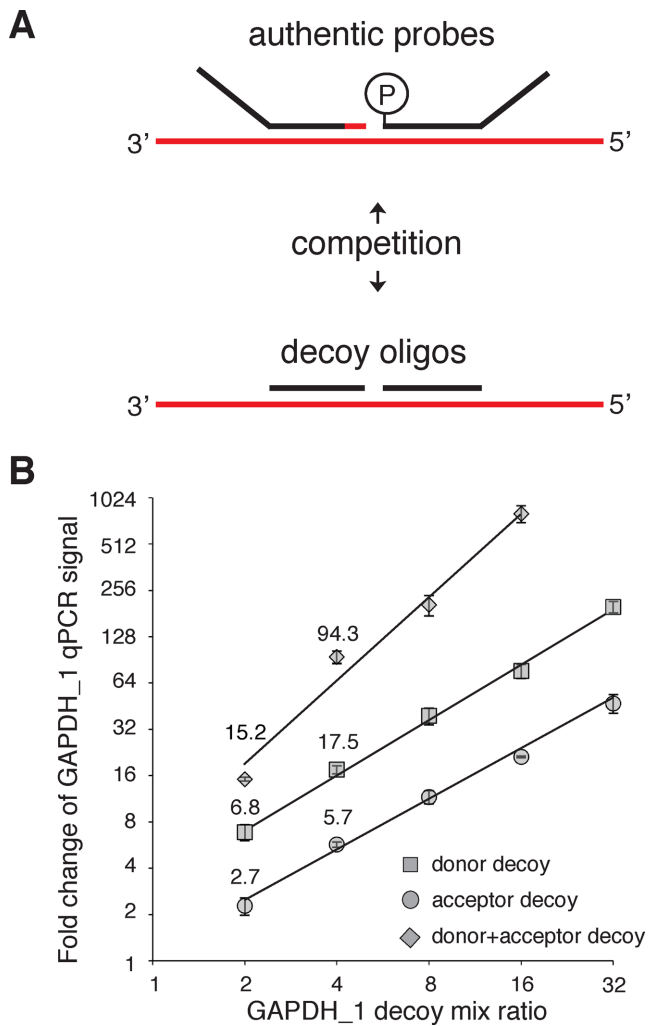 A
authentic probes
P
3’ 5’
competition
decoy oligos
3’ 5’
B
Fold change of GAPDH_1 qPCR signal
1024
512
256
128
64
32
16
8
4
2
1
94.3
15.2
17.5
6.8
5.7
2.7
donor decoy
acceptor decoy
donor+acceptor decoy
1 2 4 8 16 32
GAPDH_1 decoy mix ratio